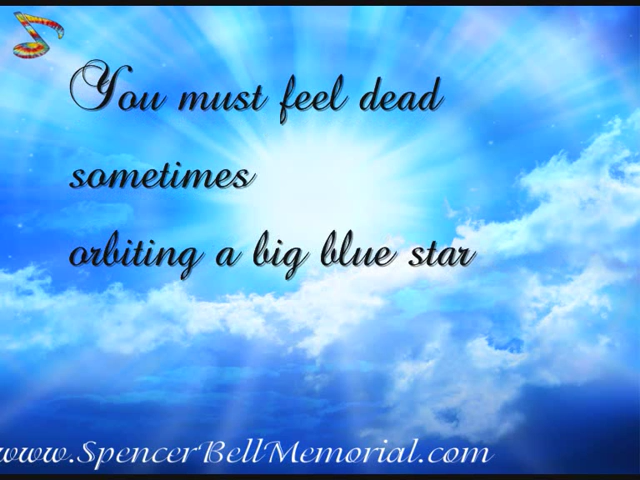 You must feel dead
sometimes
orbiting a big blue star
www.SpencerBellMemorial.com